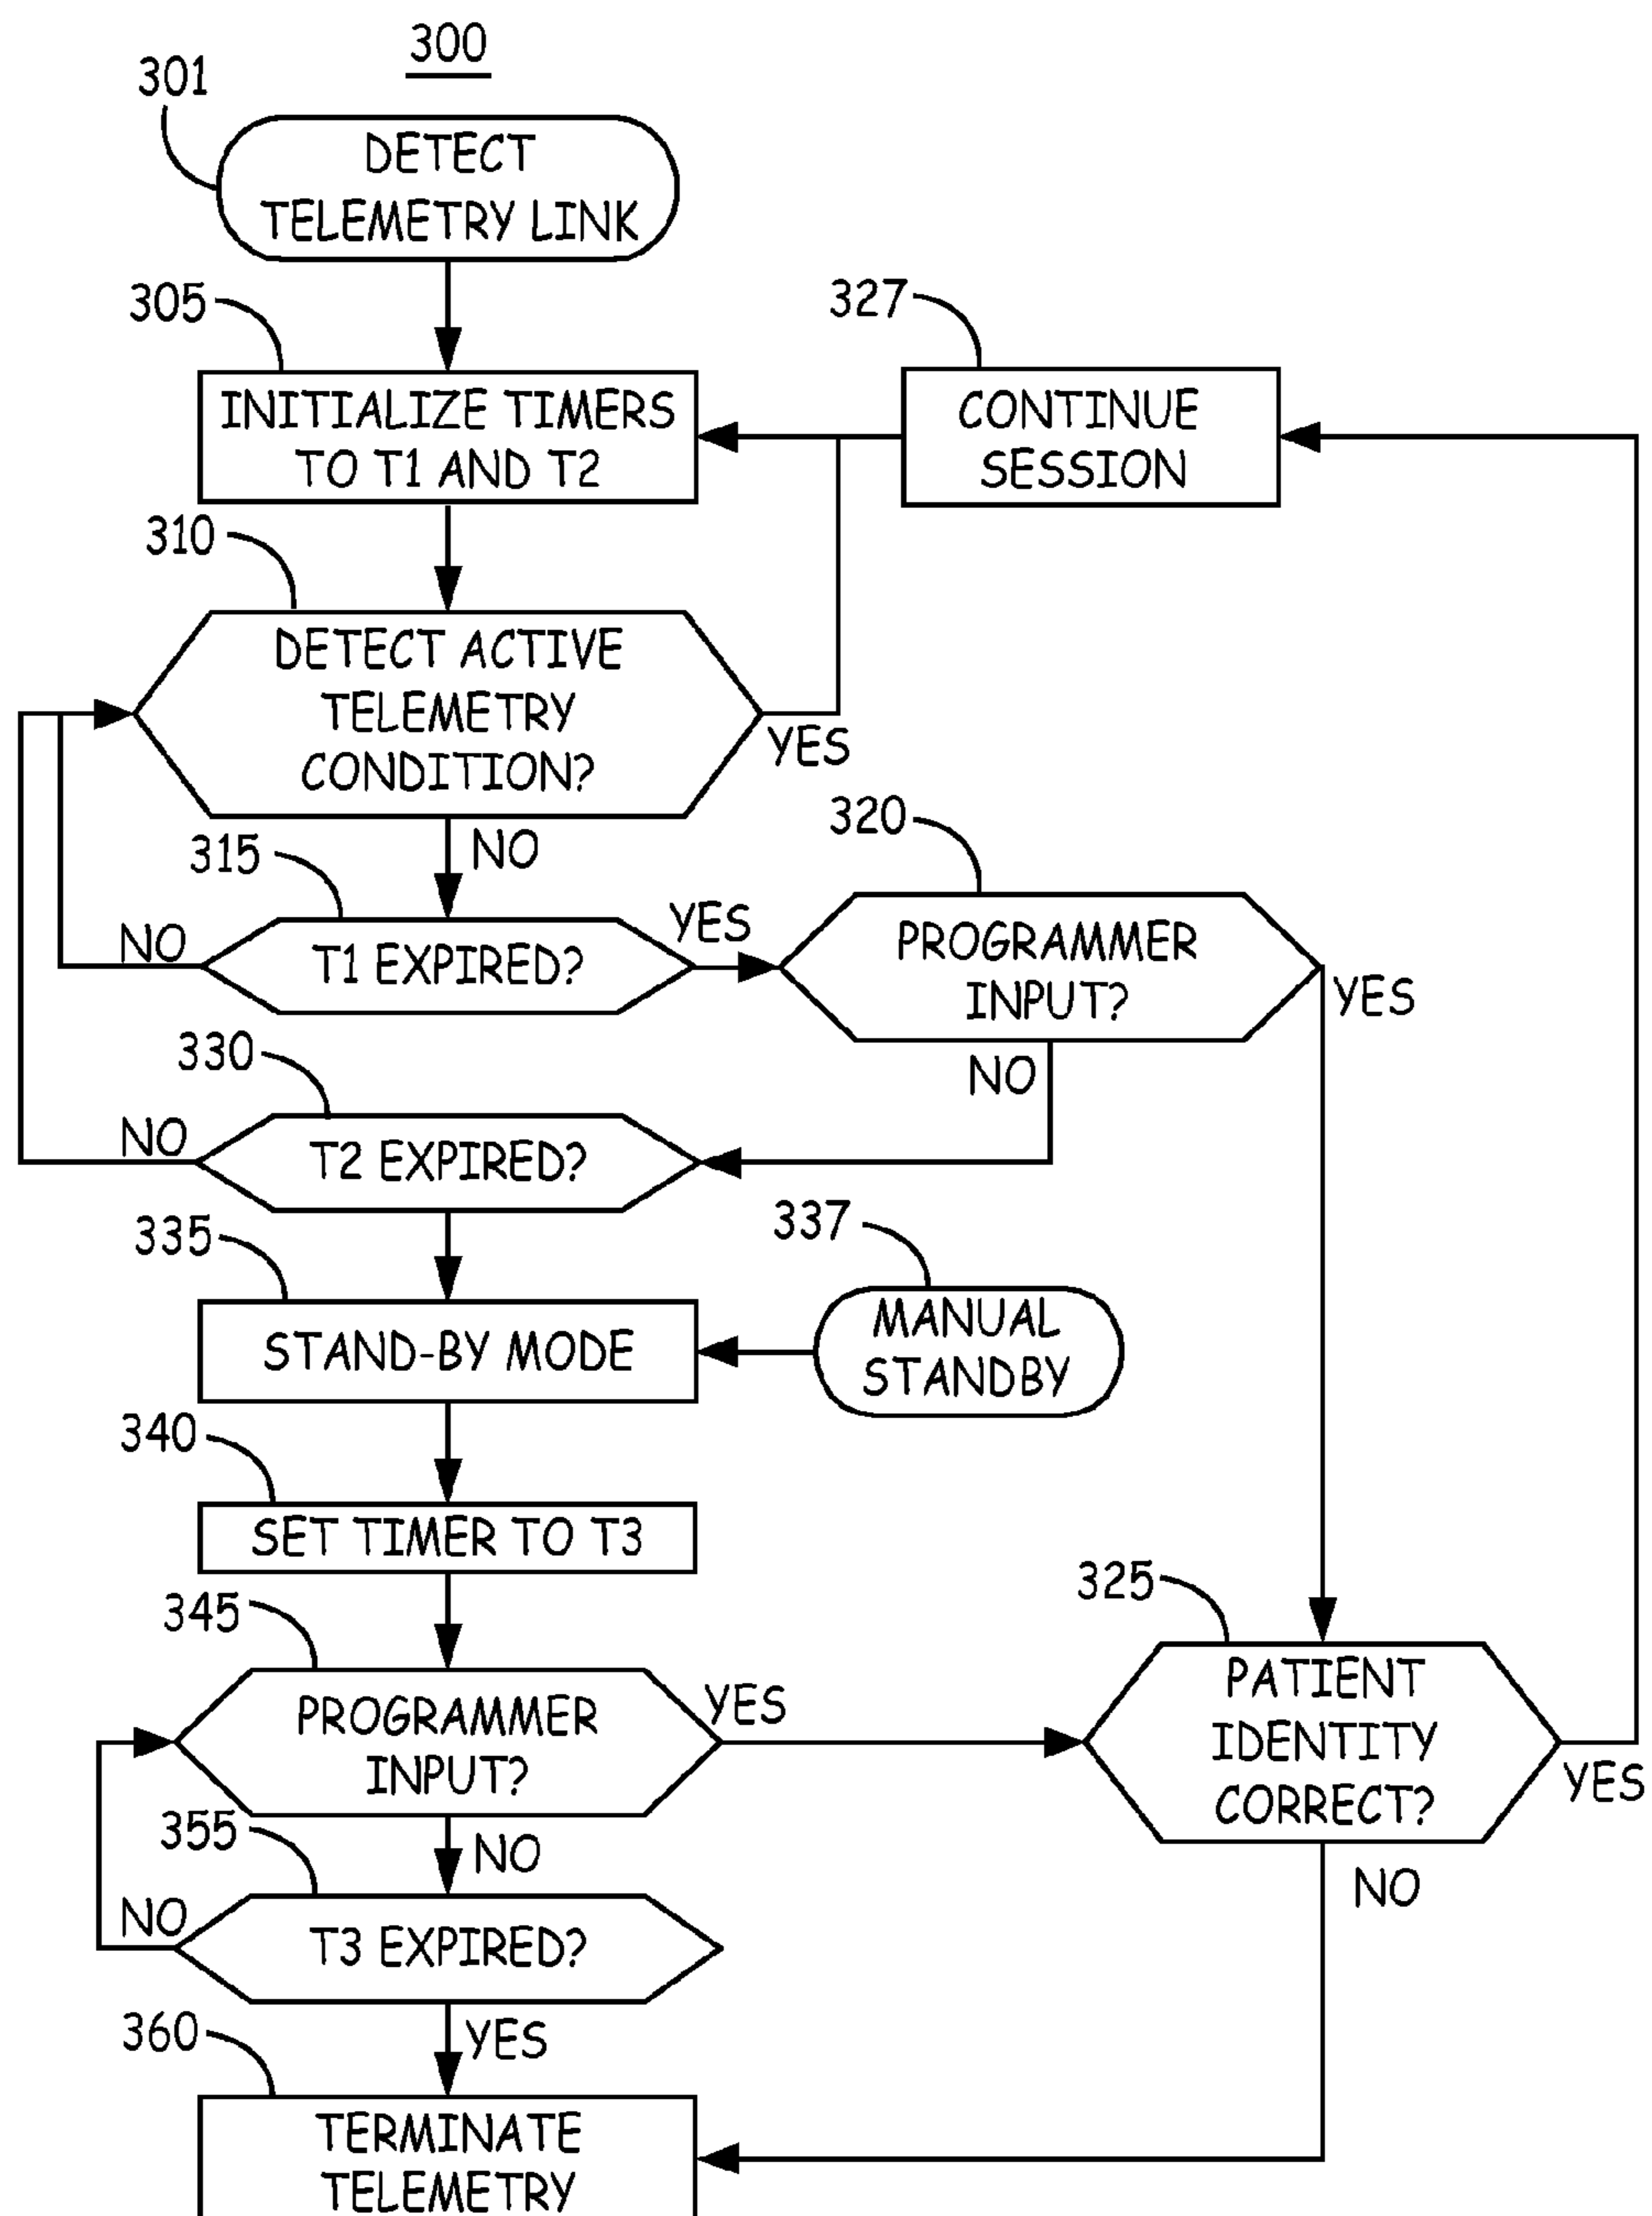 300
301
DETECT
TELEMETRY LINK
305
INITIALIZE TIMERS
TO T1 AND T2
327
CONTINUE
SESSION
310
DETECT ACTIVE
TELEMETRY
CONDITION?
YES
NO
315
T1 EXPIRED?
NO
YES
320
PROGRAMMER
INPUT?
YES
NO
330
T2 EXPIRED?
NO
335
STAND-BY MODE
337
MANUAL
STANDBY
340
SET TIMER TO T3
345
PROGRAMMER
INPUT?
YES
NO
325
PATIENT
IDENTITY
CORRECT?
YES
NO
355
T3 EXPIRED?
NO
YES
360
TERMINATE
TELEMETRY